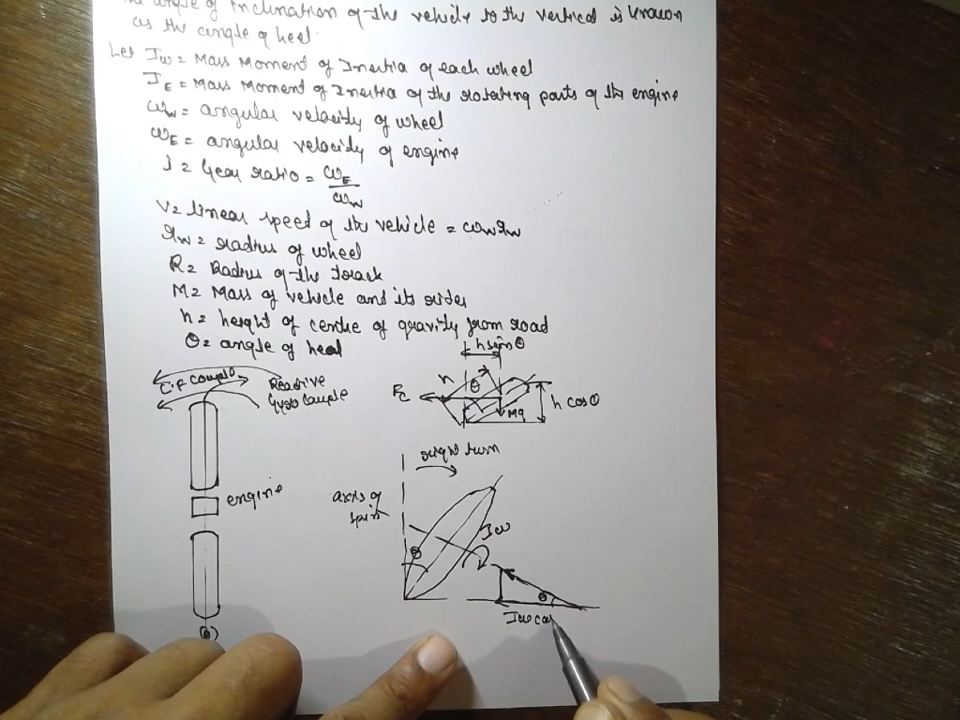 angle of Inclination of the vehicle to the vertical is known
as the angle of heel.
Let Iw = Mass Moment of Inertia of each wheel
IE = Mass Moment of Inertia of the rotating parts of the engine
ωw = angular velocity of wheel
ωE = angular velocity of engine
J = Gear ratio = ωE / ωw
V = linear speed of the vehicle = ωw rw
rw = radius of wheel
R = Radius of the track
M = Mass of vehicle and its rider
h = height of centre of gravity from road
θ = angle of heel
h sinθ
C.F couple
Reactive
Gyro Couple
Fc
h
θ
Mg
h cosθ
right turn
engine
axis of
spin
Iω
θ
θ
Iω cos
(a)